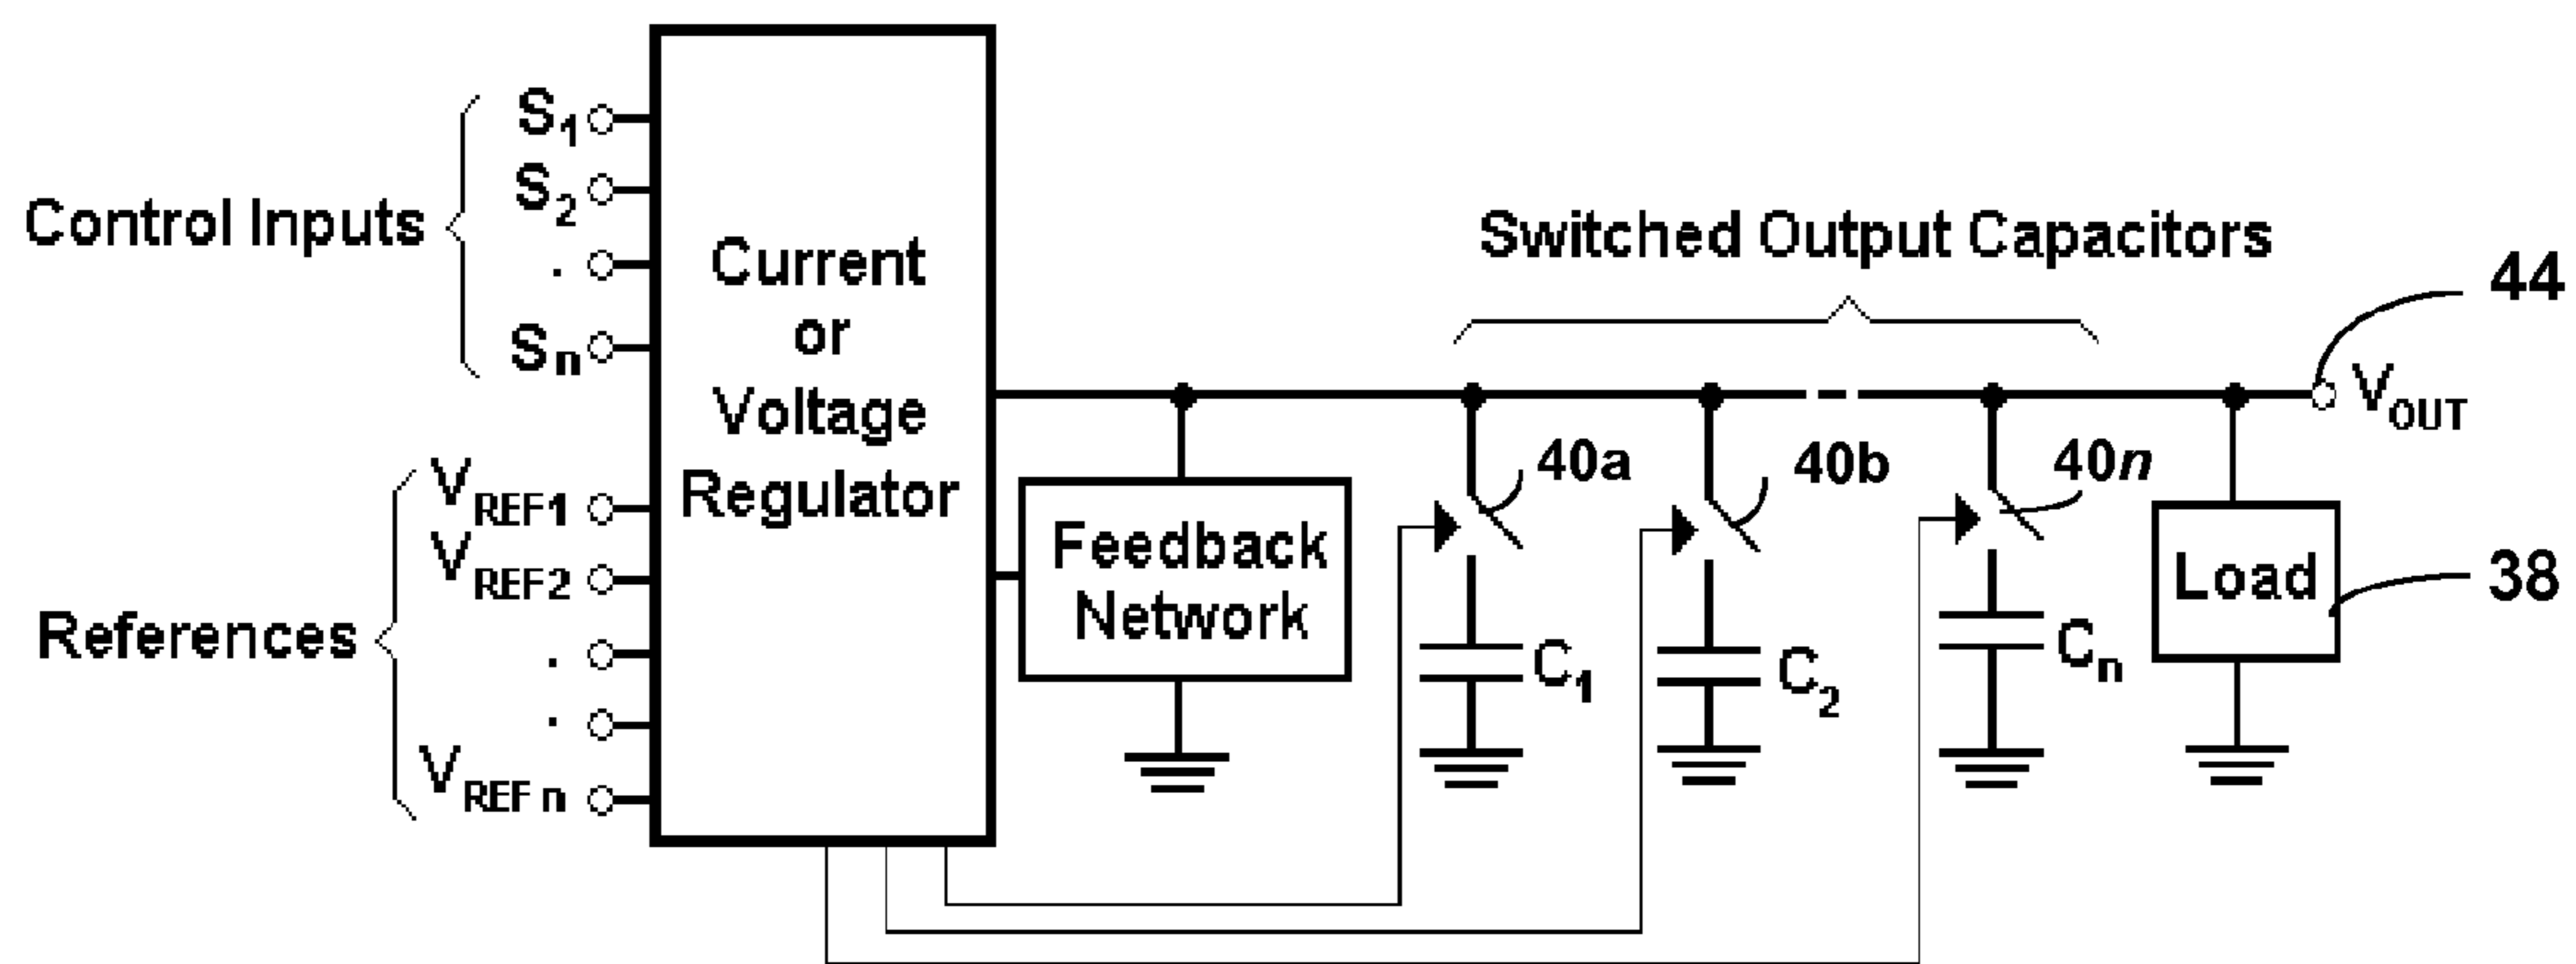 Control Inputs
S1
S2
.
Sn
References
VREF1
VREF2
.
.
VREFn
Current
or
Voltage
Regulator
Feedback
Network
Switched Output Capacitors
40a
40b
40n
C1
C2
Cn
44
VOUT
Load
38